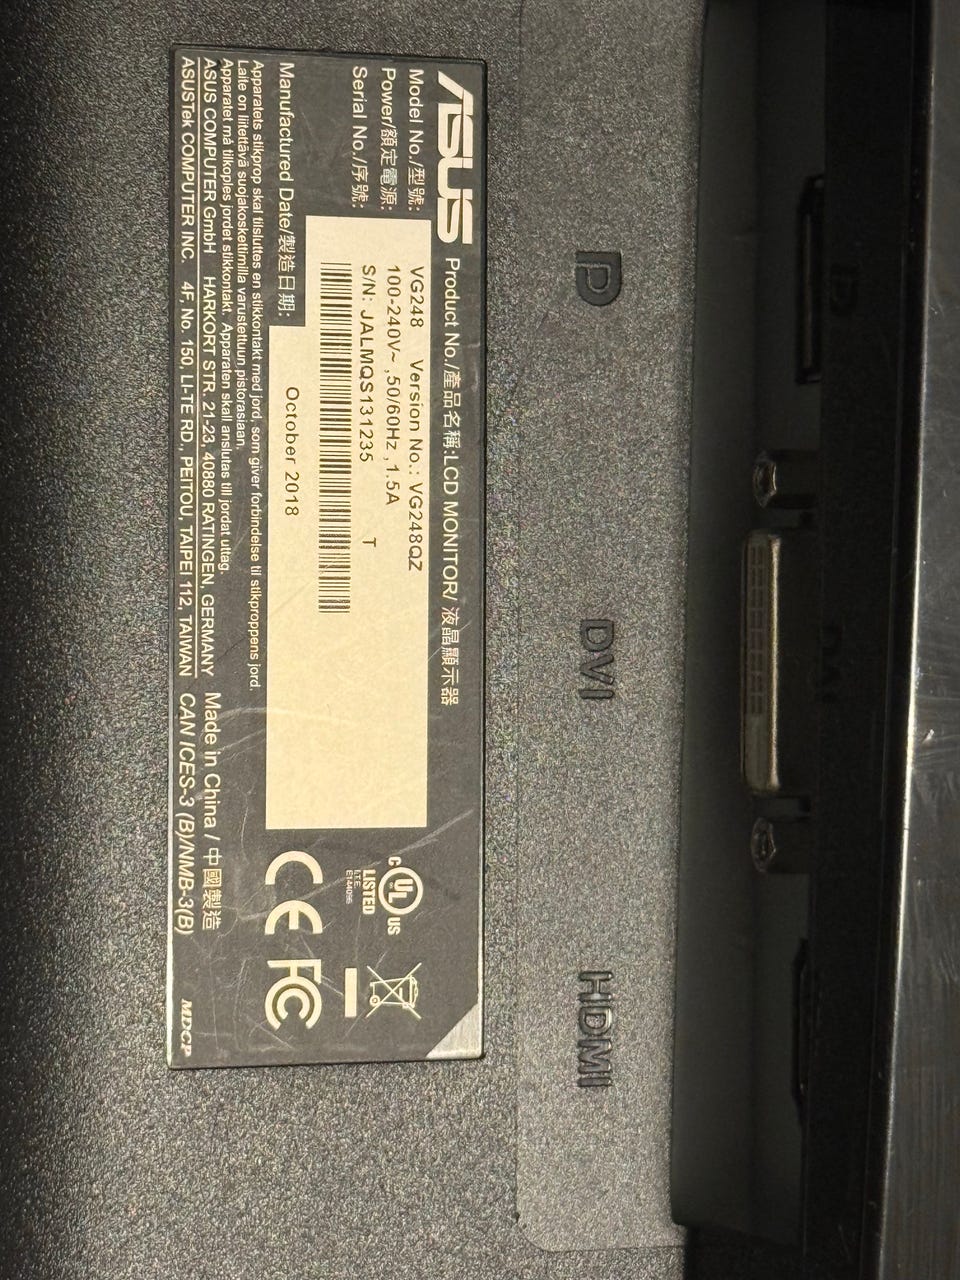 ASUS Product No./產品名稱:LCD MONITOR/ 液晶顯示器
Model No./型號: VG248 Version No.: VG248QZ
Power/額定電源: 100-240V~ ,50/60Hz ,1.5A
Serial No./序號: S/N: JALMQS131235 T
Manufactured Date/製造日期: October 2018
Apparatets stikprop skal tilsluttes en stikkontakt med jord, som giver forbindelse til stikproppens jord.
Laite on liitettävä suojakoskettimilla varustettuun pistorasiaan.
Apparatet må tilkoples jordet stikkontakt. Apparaten skall anslutas till jordat uttag.
ASUS COMPUTER GmbH HARKORT STR. 21-23, 40880 RATINGEN, GERMANY
ASUSTek COMPUTER INC. 4F, No. 150, LI-TE RD, PEITOU, TAIPEI 112, TAIWAN
Made in China / 中國製造
CAN ICES-3 (B)/NMB-3(B)
C UL US
LISTED
I.T.E.
E144096
CE FC
MDCP
DVI
HDMI